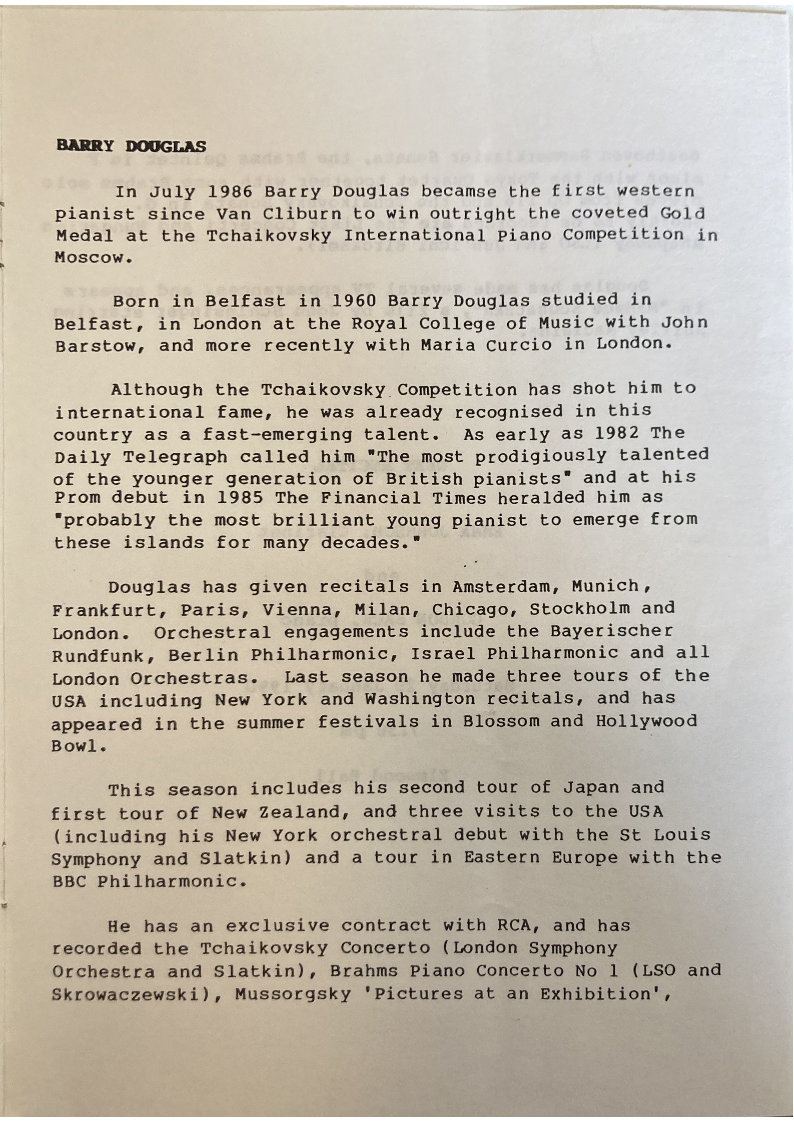 BARRY DOUGLAS
In July 1986 Barry Douglas becamse the first western
pianist since Van Cliburn to win outright the coveted Gold
Medal at the Tchaikovsky International Piano Competition in
Moscow.
Born in Belfast in 1960 Barry Douglas studied in
Belfast, in London at the Royal College of Music with John
Barstow, and more recently with Maria Curcio in London.
Although the Tchaikovsky Competition has shot him to
international fame, he was already recognised in this
country as a fast-emerging talent. As early as 1982 The
Daily Telegraph called him "The most prodigiously talented
of the younger generation of British pianists" and at his
Prom debut in 1985 The Financial Times heralded him as
"probably the most brilliant young pianist to emerge from
these islands for many decades."
Douglas has given recitals in Amsterdam, Munich,
Frankfurt, Paris, Vienna, Milan, Chicago, Stockholm and
London. Orchestral engagements include the Bayerischer
Rundfunk, Berlin Philharmonic, Israel Philharmonic and all
London Orchestras. Last season he made three tours of the
USA including New York and Washington recitals, and has
appeared in the summer festivals in Blossom and Hollywood
Bowl.
This season includes his second tour of Japan and
first tour of New Zealand, and three visits to the USA
(including his New York orchestral debut with the St Louis
Symphony and Slatkin) and a tour in Eastern Europe with the
BBC Philharmonic.
He has an exclusive contract with RCA, and has
recorded the Tchaikovsky Concerto (London Symphony
Orchestra and Slatkin), Brahms Piano Concerto No 1 (LSO and
Skrowaczewski), Mussorgsky 'Pictures at an Exhibition',